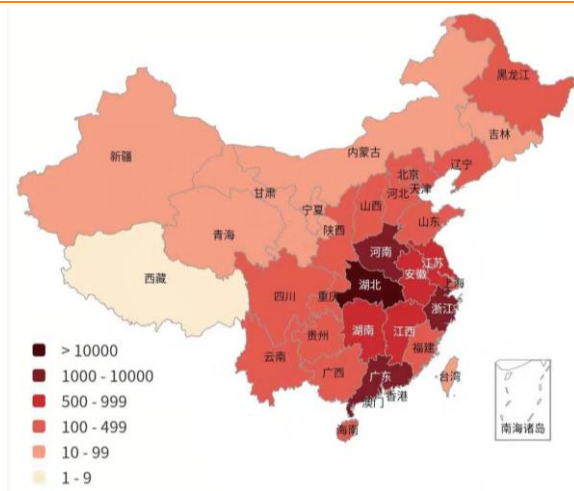 黑龙江
吉林
辽宁
新疆
内蒙古
甘肃
北京
天津
河北
宁夏
山西
山东
青海
陕西
河南
江苏
安徽
上海
西藏
湖北
四川
重庆
浙江
湖南
江西
贵州
福建
云南
广西
广东
台湾
香港
澳门
海南
南海诸岛
> 10000
1000 - 10000
500 - 999
100 - 499
10 - 99
1 - 9